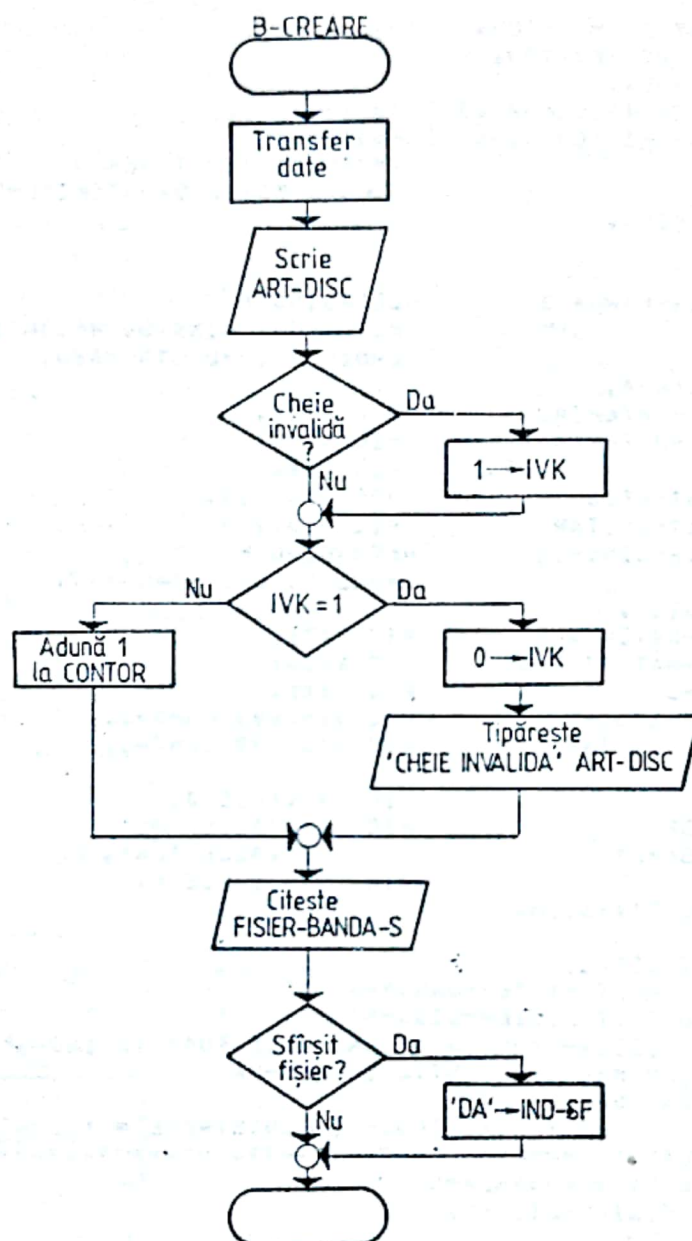 B-CREARE
Transfer
date
Scrie
ART-DISC
Cheie
invalidă
?
Da
1→IVK
Nu
IVK = 1
Nu
Da
Adună 1
la CONTOR
0→IVK
Tipărește
'CHEIE INVALIDA' ART-DISC
Citește
FISIER-BANDA-S
Sfîrșit
fișier?
Da
'DA'→IND-SF
Nu